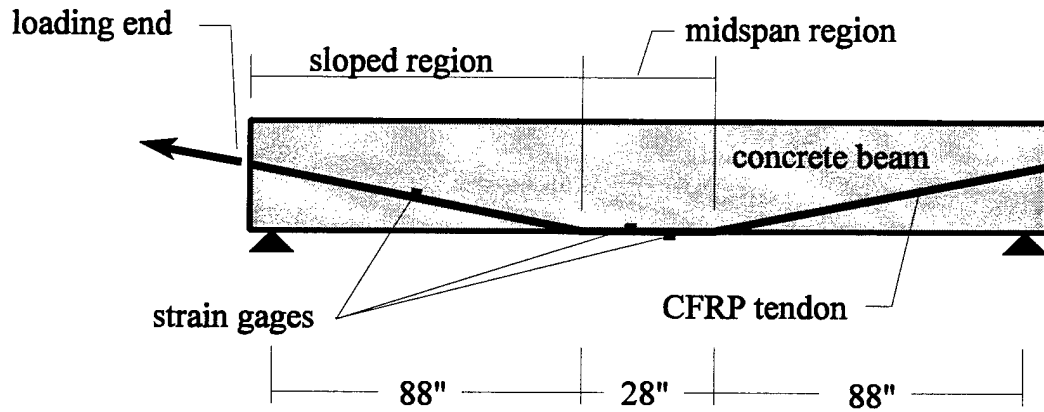 loading end
midspan region
sloped region
concrete beam
strain gages
CFRP tendon
88"
28"
88"